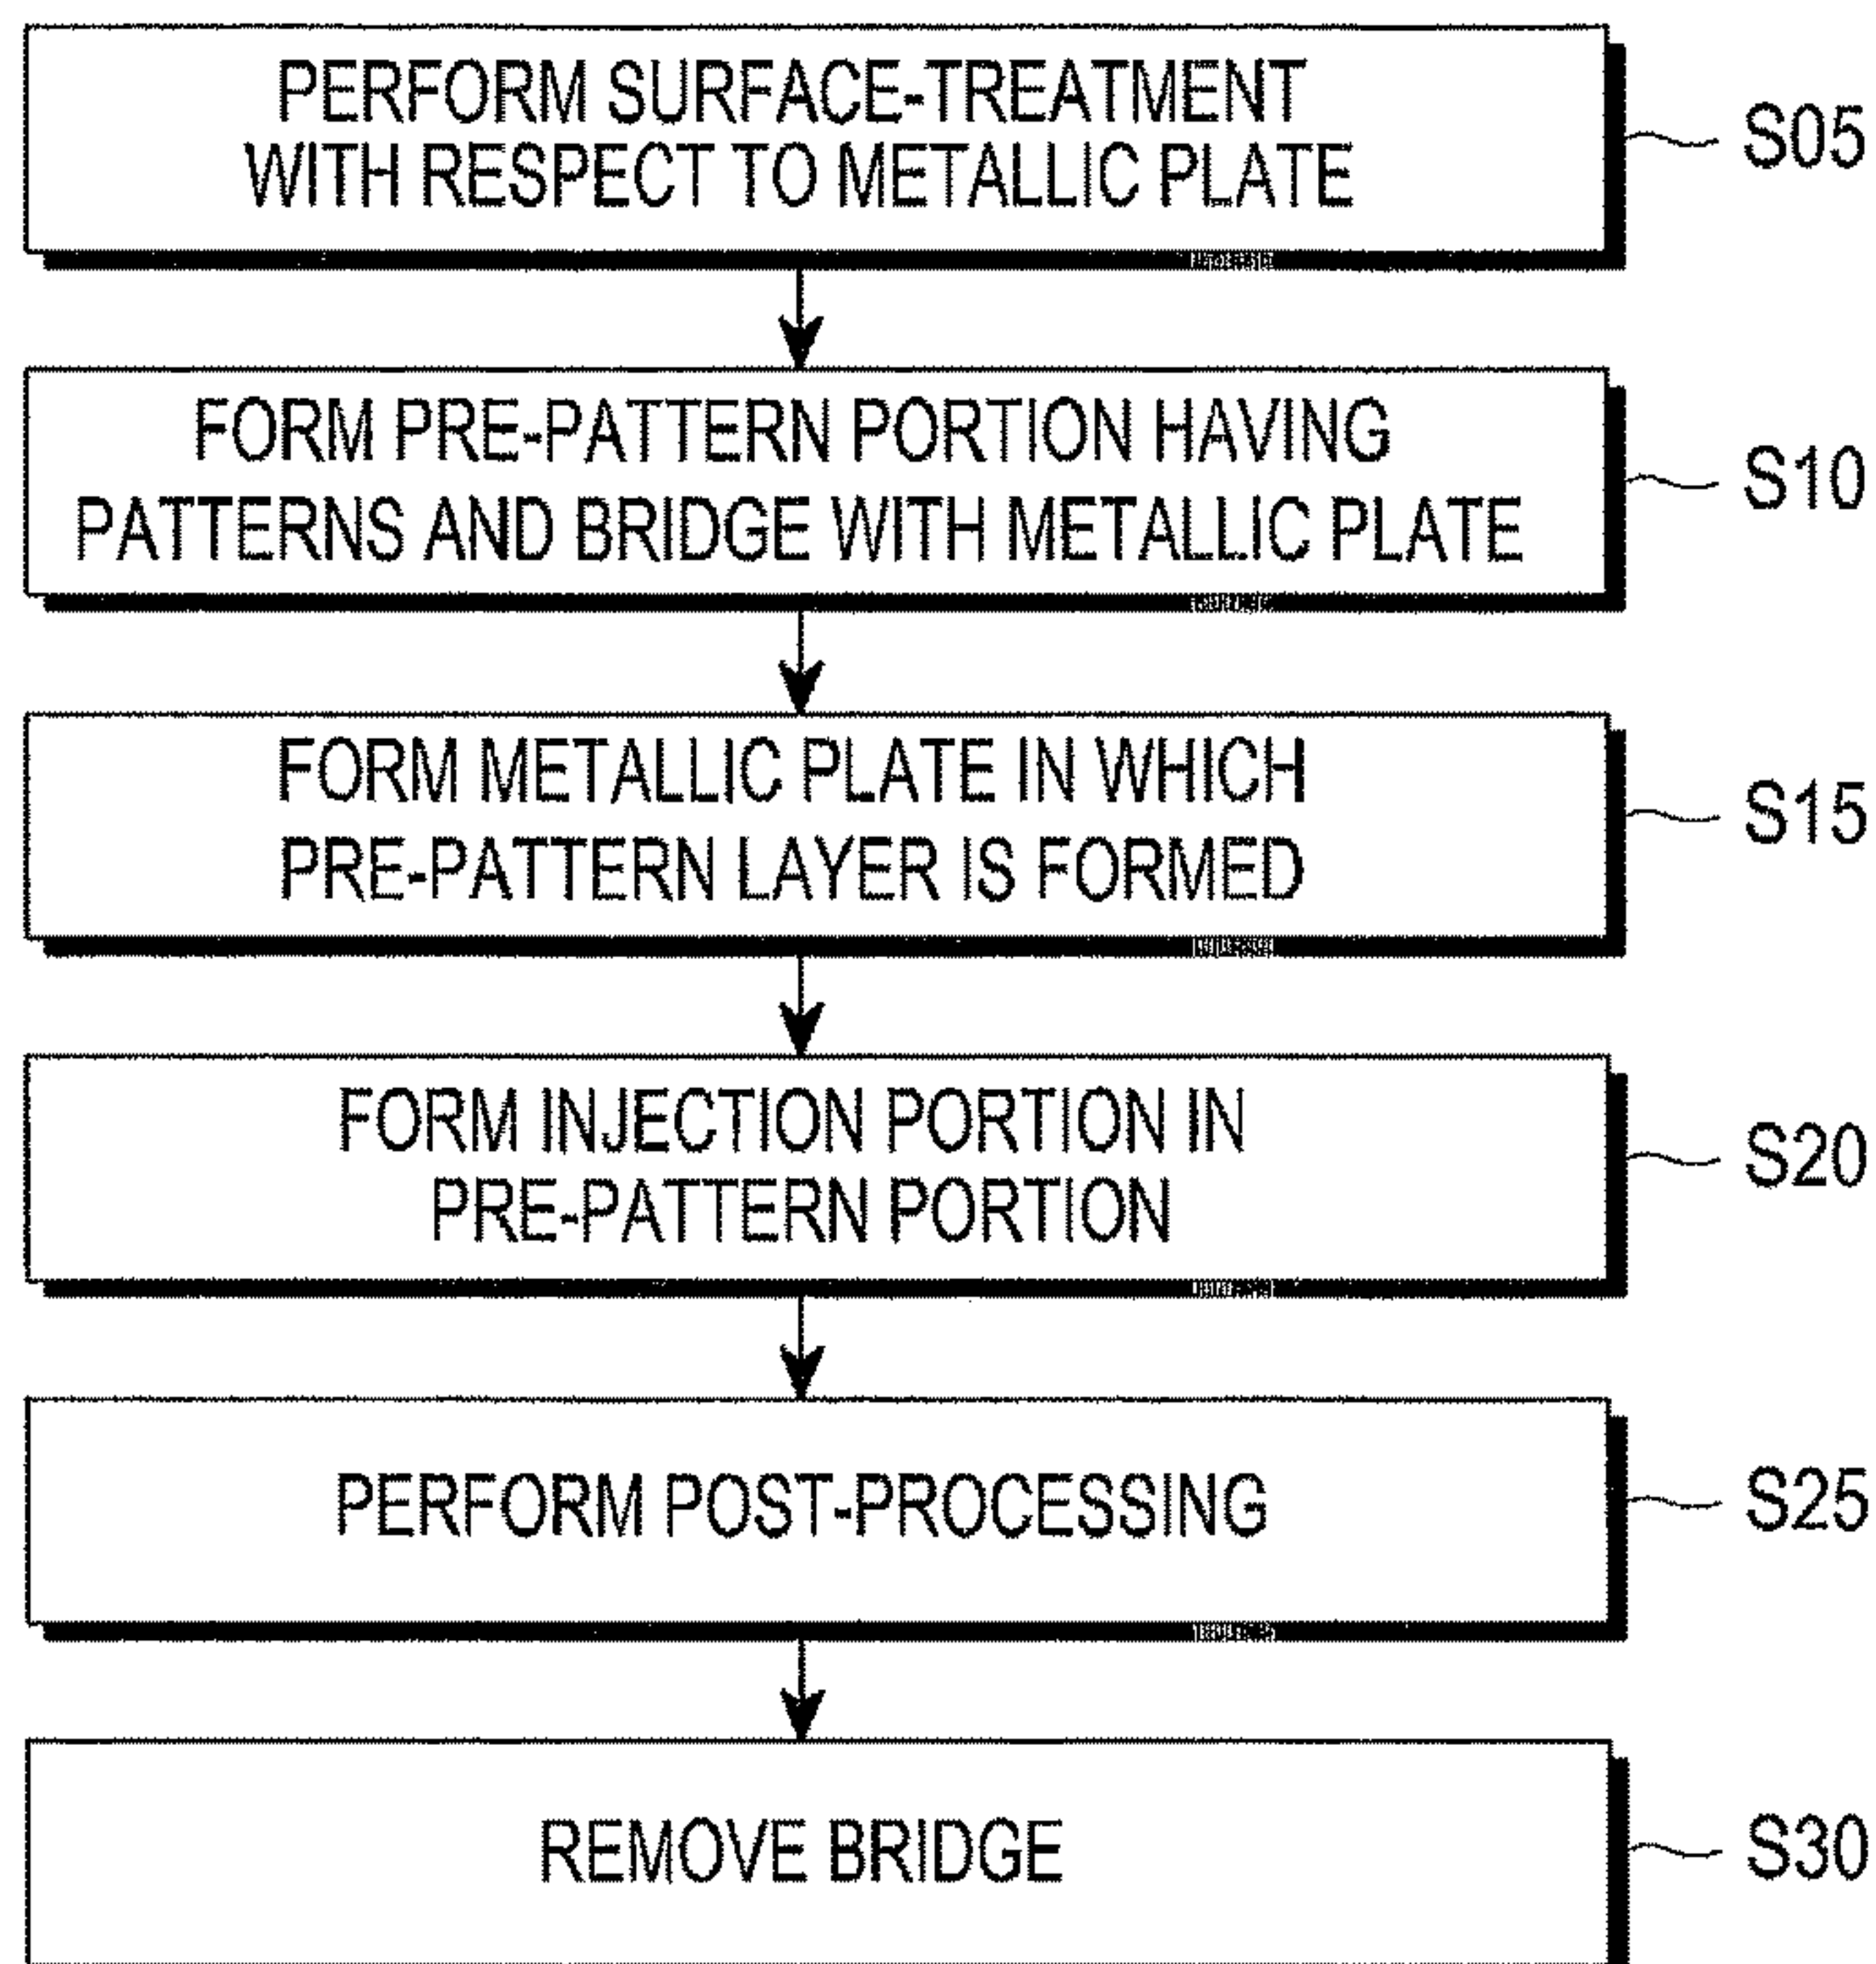 PERFORM SURFACE-TREATMENT
WITH RESPECT TO METALLIC PLATE
S05
FORM PRE-PATTERN PORTION HAVING
PATTERNS AND BRIDGE WITH METALLIC PLATE
S10
FORM METALLIC PLATE IN WHICH
PRE-PATTERN LAYER IS FORMED
S15
FORM INJECTION PORTION IN
PRE-PATTERN PORTION
S20
PERFORM POST-PROCESSING
S25
REMOVE BRIDGE
S30